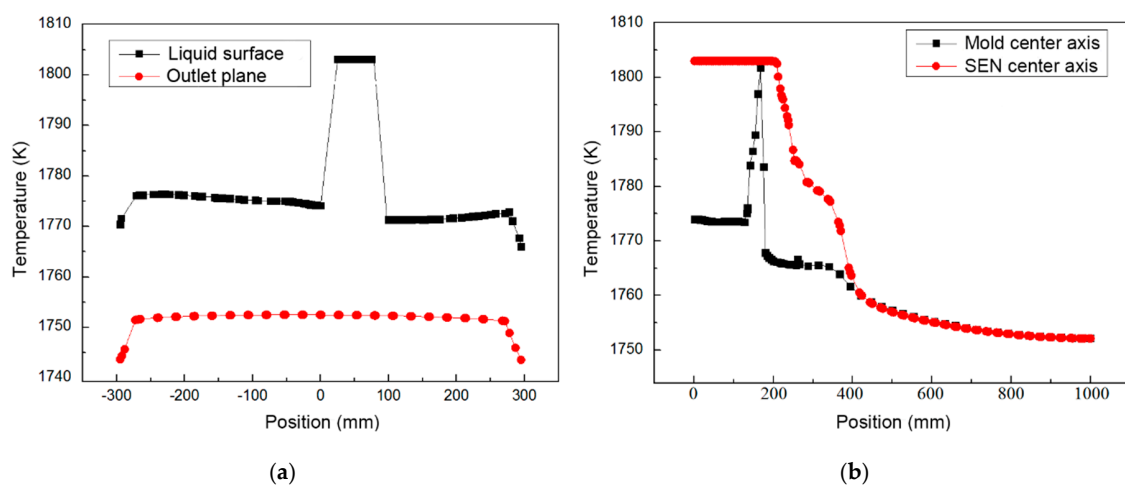 1810
1800
1790
1780
1770
1760
1750
1740
Temperature (K)
Liquid surface
Outlet plane
-300 -200 -100 0 100 200 300
Position (mm)
(a)
1810
1800
1790
1780
1770
1760
1750
Temperature (K)
Mold center axis
SEN center axis
0 200 400 600 800 1000
Position (mm)
(b)